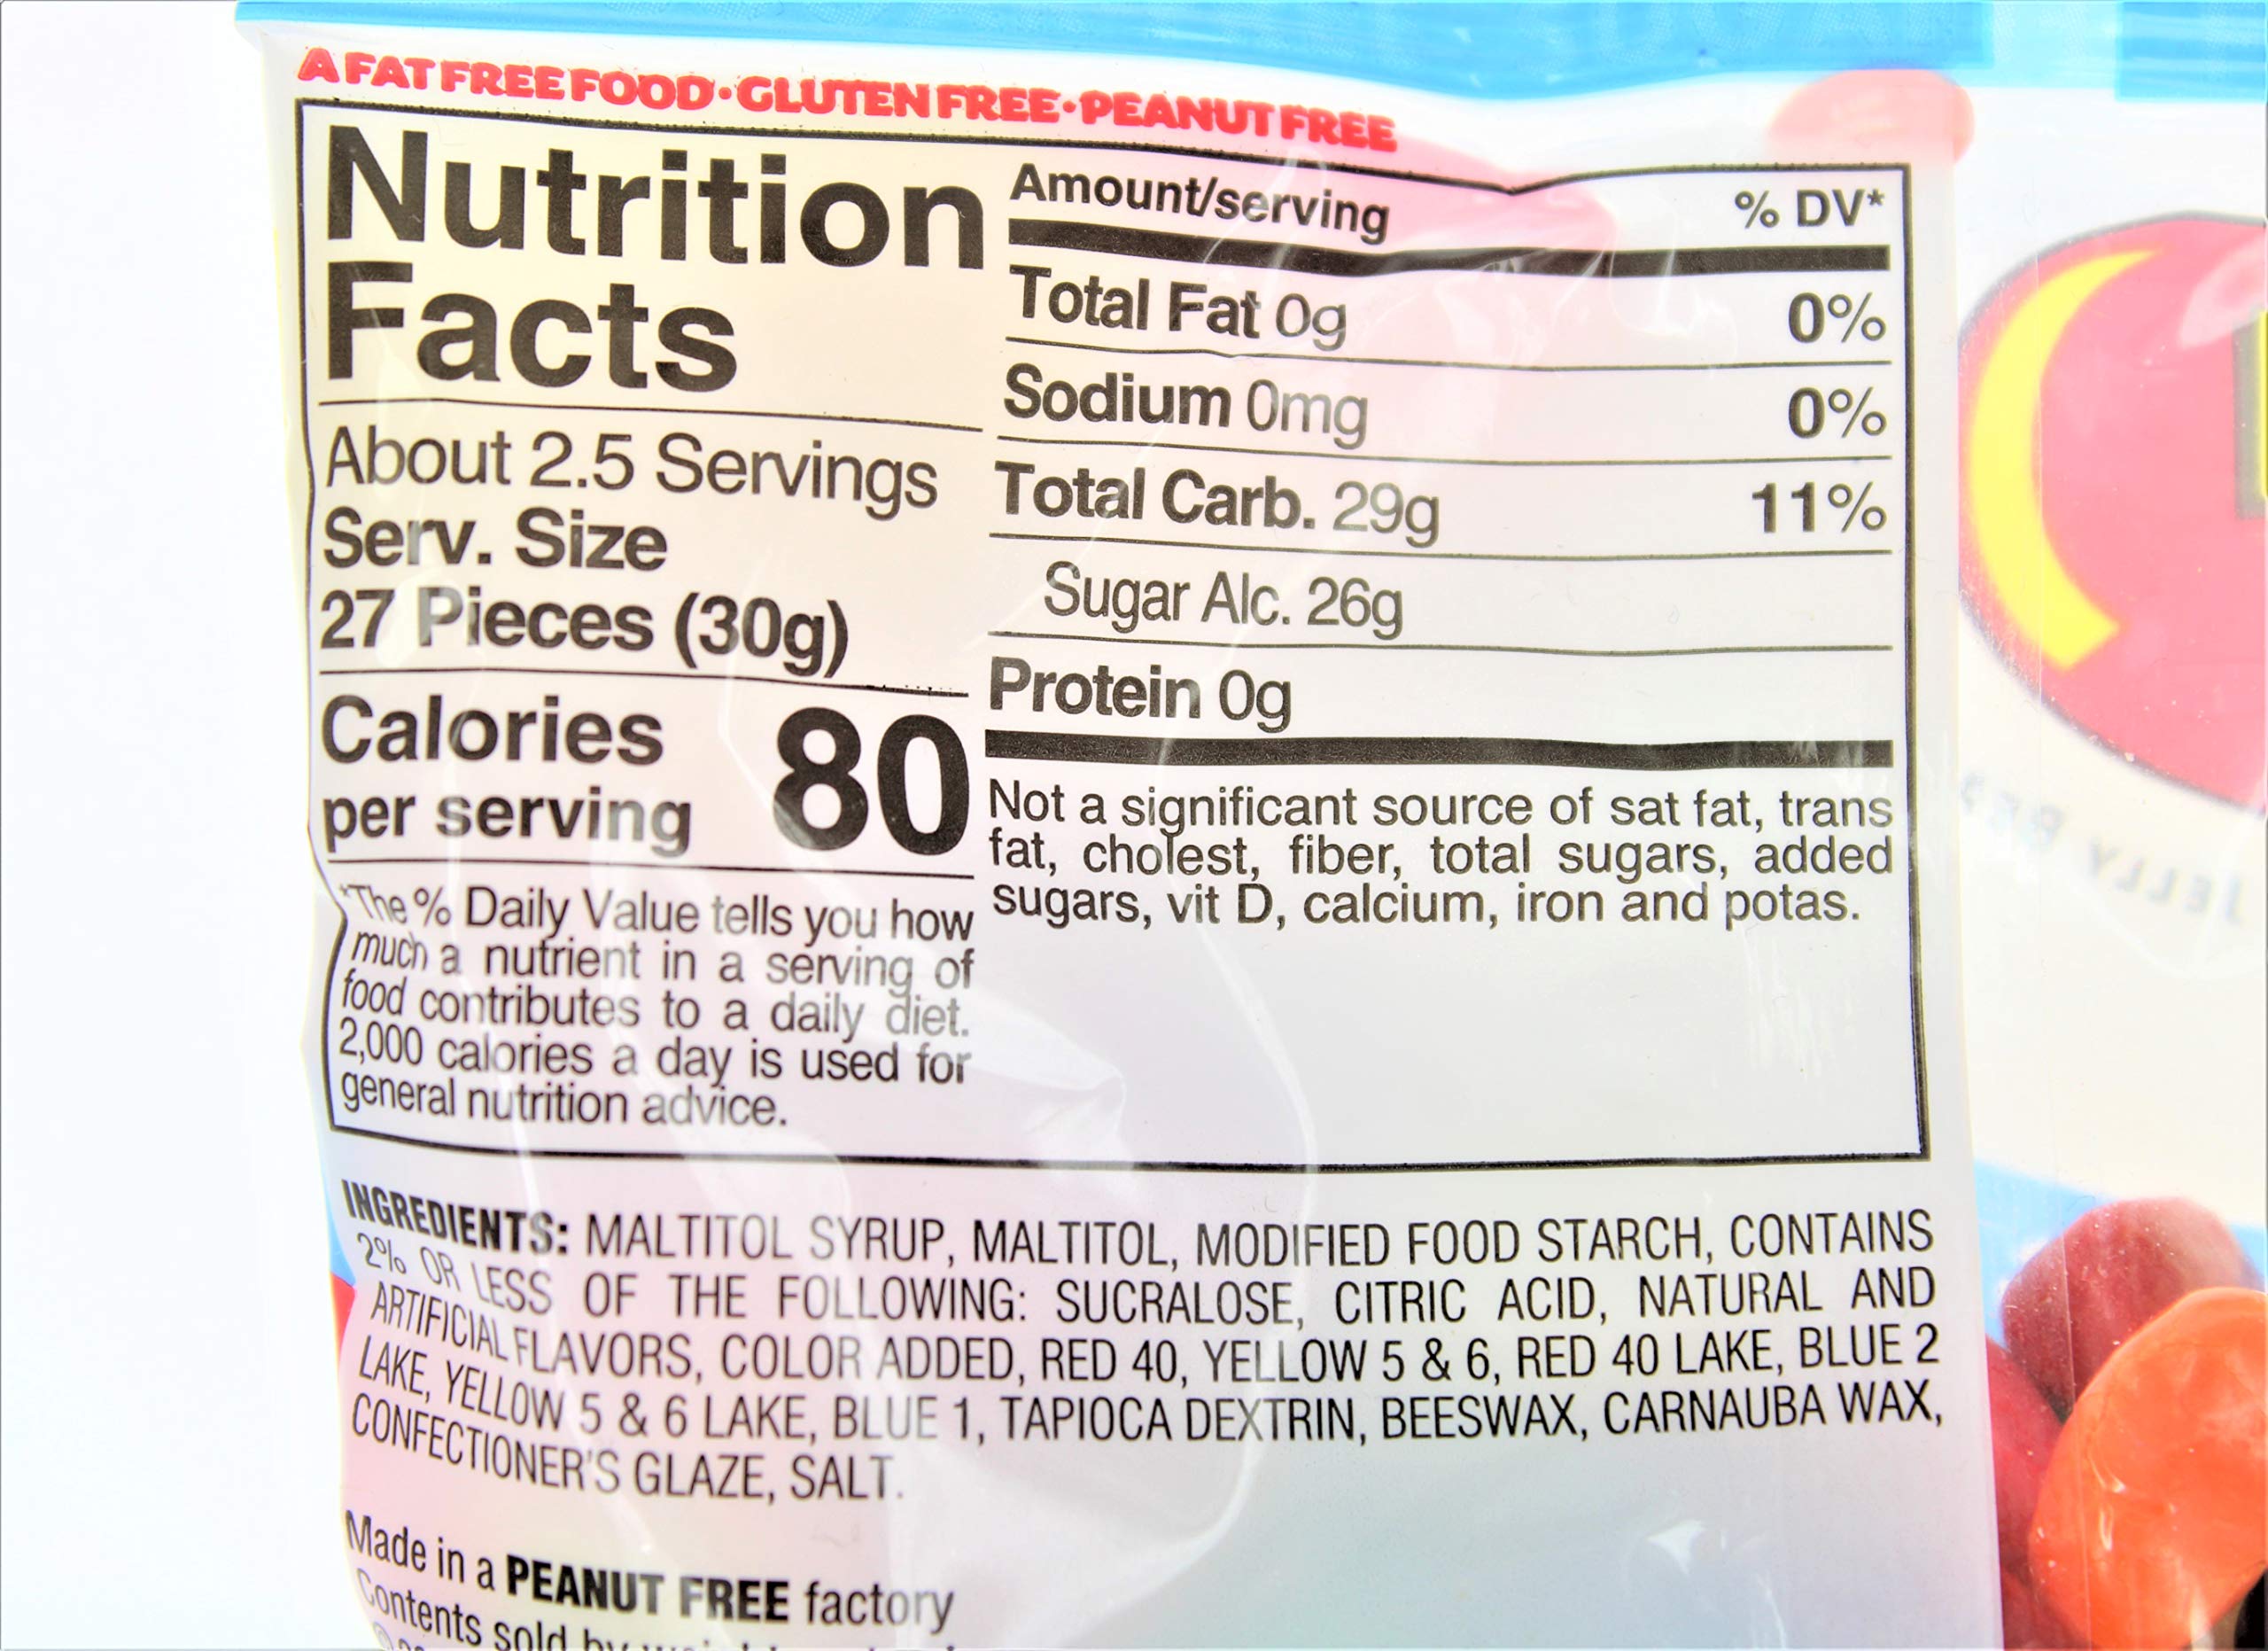 A FAT FREE FOOD • GLUTEN FREE • PEANUT FREE
Nutrition
Facts
About 2.5 Servings
Serv. Size
27 Pieces (30g)
Calories
per serving 80
*The % Daily Value tells you how
much a nutrient in a serving of
food contributes to a daily diet.
2,000 calories a day is used for
general nutrition advice.
Amount/serving % DV*
Total Fat 0g 0%
Sodium 0mg 0%
Total Carb. 29g 11%
Sugar Alc. 26g
Protein 0g
Not a significant source of sat fat, trans
fat, cholest, fiber, total sugars, added
sugars, vit D, calcium, iron and potas.
INGREDIENTS: MALTITOL SYRUP, MALTITOL, MODIFIED FOOD STARCH, CONTAINS
2% OR LESS OF THE FOLLOWING: SUCRALOSE, CITRIC ACID, NATURAL AND
ARTIFICIAL FLAVORS, COLOR ADDED, RED 40, YELLOW 5 & 6, RED 40 LAKE, BLUE 2
LAKE, YELLOW 5 & 6 LAKE, BLUE 1, TAPIOCA DEXTRIN, BEESWAX, CARNAUBA WAX,
CONFECTIONER'S GLAZE, SALT.
Made in a PEANUT FREE factory
Contents sold by
JELLY